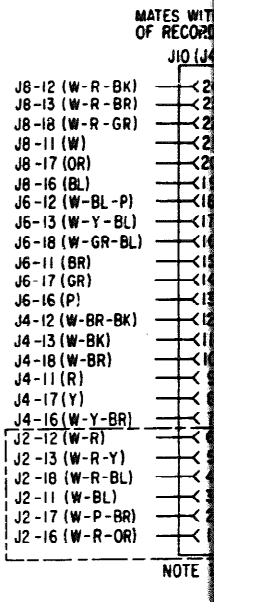 MATES WIT
OF RECORD
J10 (J4
J8-12 (W-R-BK)
J8-13 (W-R-BR)
J8-18 (W-R-GR)
J8-11 (W)
J8-17 (OR)
J8-16 (BL)
J6-12 (W-BL-P)
J6-13 (W-Y-BL)
J6-18 (W-GR-BL)
J6-11 (BR)
J6-17 (GR)
J6-16 (P)
J4-12 (W-BR-BK)
J4-13 (W-BK)
J4-18 (W-BR)
J4-11 (R)
J4-17 (Y)
J4-16 (W-Y-BR)
J2-12 (W-R)
J2-13 (W-R-Y)
J2-18 (W-R-BL)
J2-11 (W-BL)
J2-17 (W-P-BR)
J2-16 (W-R-OR)
NOTE